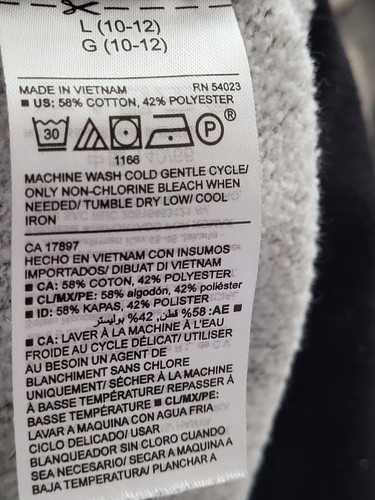 L (10-12)
G (10-12)
MADE IN VIETNAM RN 54023
■ US: 58% COTTON, 42% POLYESTER
30 P ®
1166
MACHINE WASH COLD GENTLE CYCLE/
ONLY NON-CHLORINE BLEACH WHEN
NEEDED/ TUMBLE DRY LOW/ COOL
IRON
CA 17897
HECHO EN VIETNAM CON INSUMOS
IMPORTADOS/ DIBUAT DI VIETNAM
■ CA: 58% COTON, 42% POLYESTER
■ CL/MX/PE: 58% algodón, 42% poliéster
■ ID: 58% KAPAS, 42% POLISTER
■ AE: 58% قطن, 42% بوليستر
■ CA: LAVER À LA MACHINE À L'EAU
FROIDE AU CYCLE DÉLICAT/ UTILISER
AU BESOIN UN AGENT DE
BLANCHIMENT SANS CHLORE
UNIQUEMENT/ SÉCHER À LA MACHINE
À BASSE TEMPÉRATURE/ REPASSER À
BASSE TEMPÉRATURE ■ CL/MX/PE:
LAVAR A MAQUINA CON AGUA FRIA
CICLO DELICADO/ USAR
BLANQUEADOR SIN CLORO CUANDO
SEA NECESARIO/ SECAR A MAQUINA A
BAJA TEMPERATURA/ PLANCHAR A